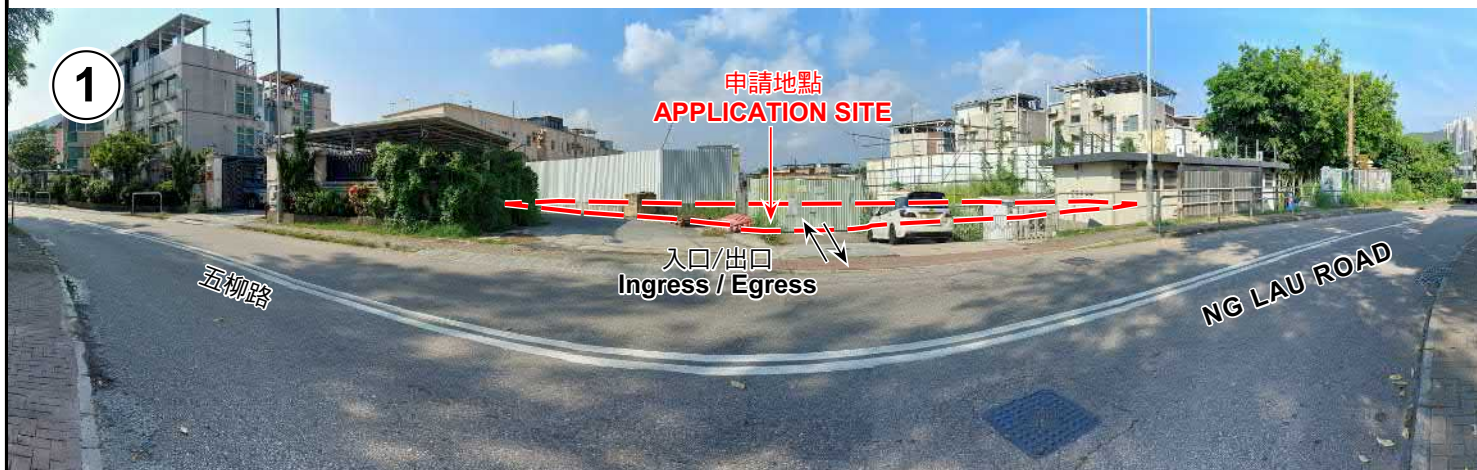 1
申請地點
APPLICATION SITE
入口/出口
Ingress / Egress
五柳路
NG LAU ROAD